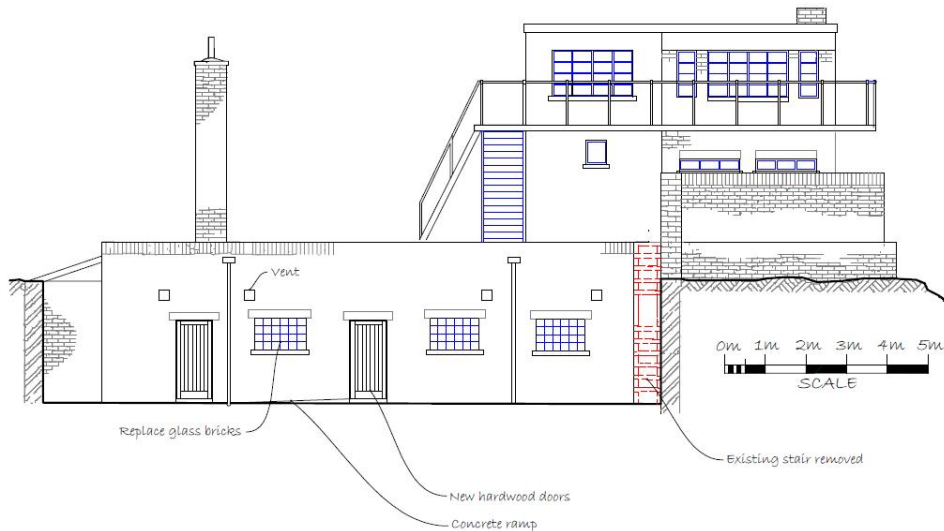 Vent
0m 1m 2m 3m 4m 5m
SCALE
Replace glass bricks
Existing stair removed
New hardwood doors
Concrete ramp